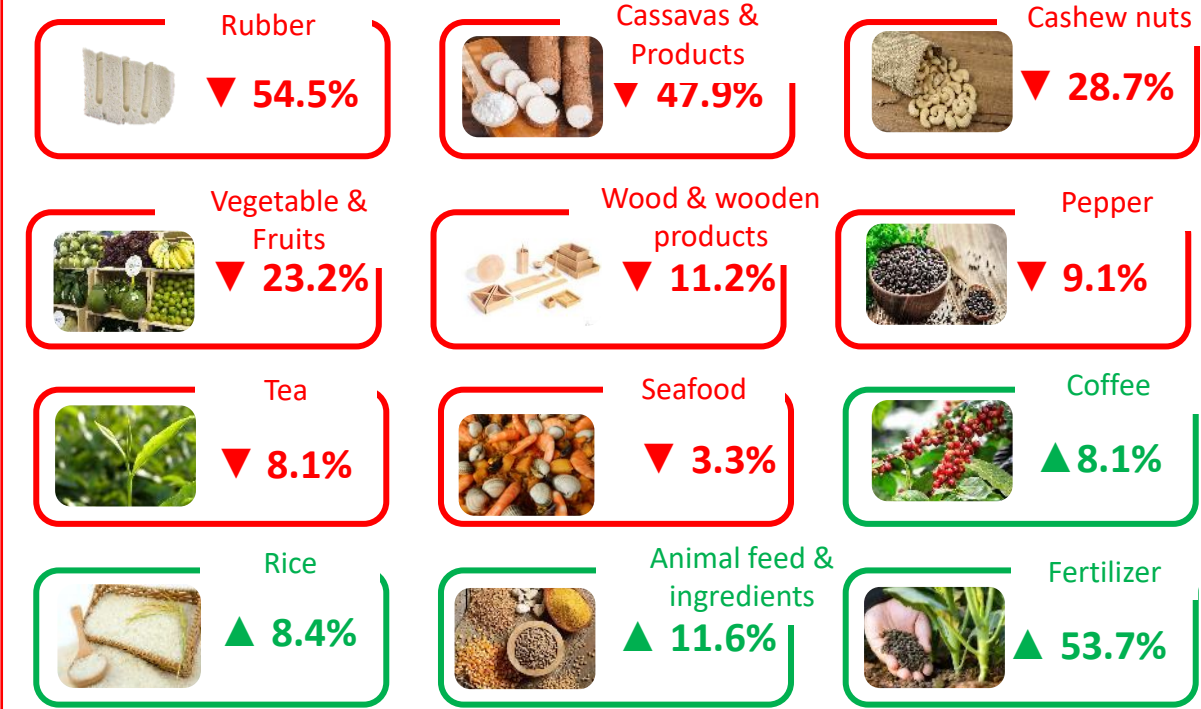 Rubber
▼ 54.5%
Cassavas &
Products
▼ 47.9%
Cashew nuts
▼ 28.7%
Vegetable &
Fruits
▼ 23.2%
Wood & wooden
products
▼ 11.2%
Pepper
▼ 9.1%
Tea
▼ 8.1%
Seafood
▼ 3.3%
Coffee
▲ 8.1%
Rice
▲ 8.4%
Animal feed &
ingredients
▲ 11.6%
Fertilizer
▲ 53.7%